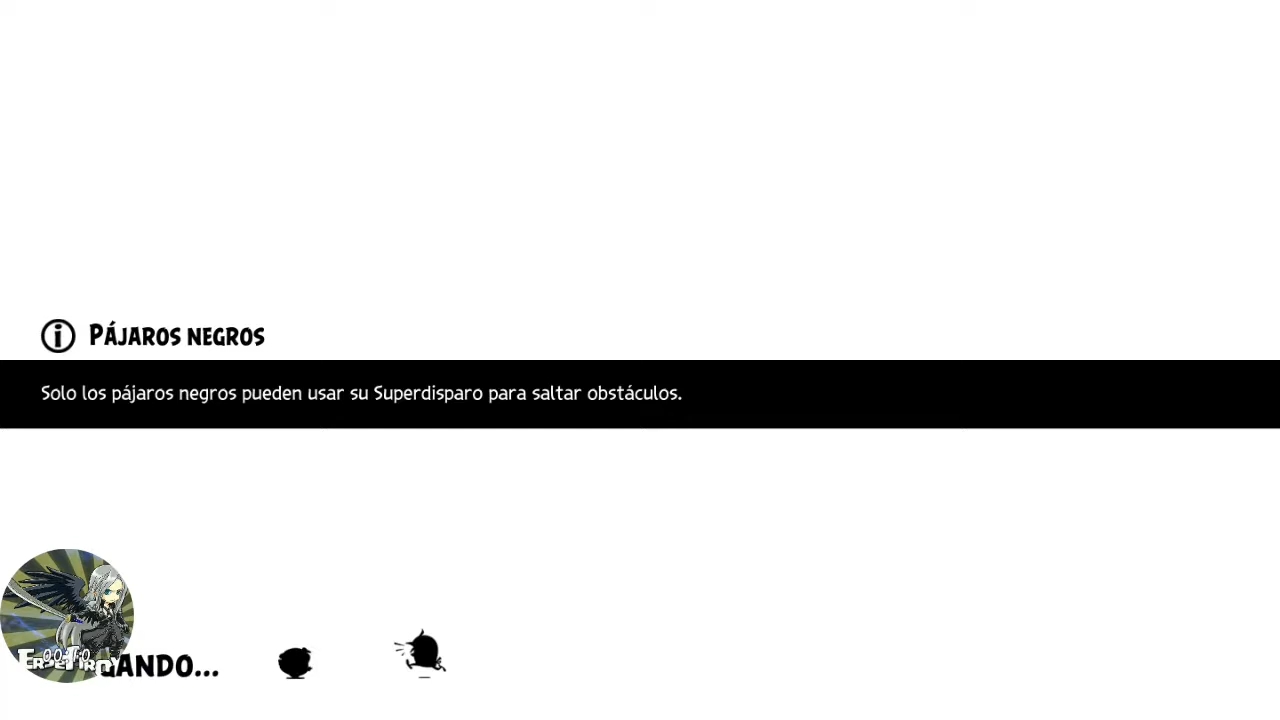 Pájaros negros
Solo los pájaros negros pueden usar su Superdisparo para saltar obstáculos.
GANDO...